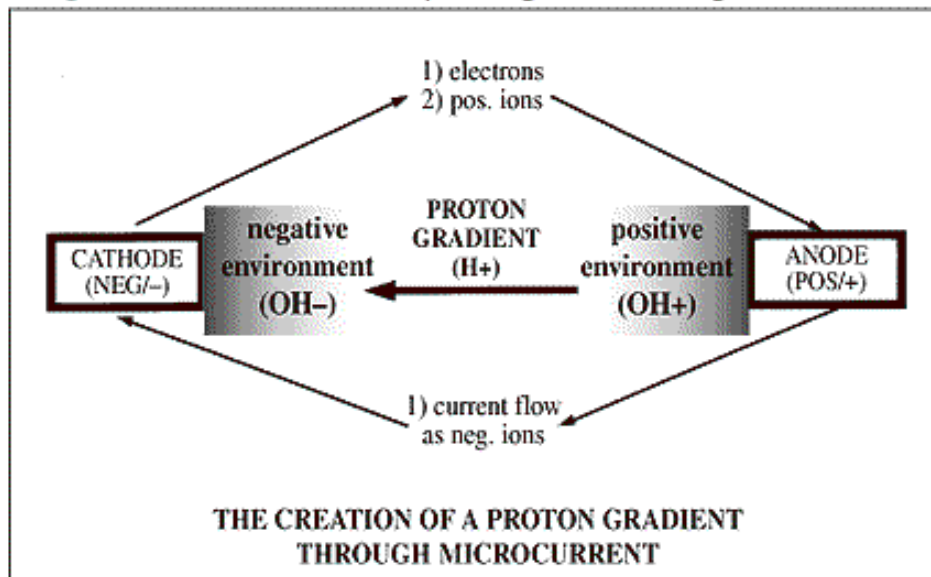 1) electrons
2) pos. ions
PROTON
GRADIENT
(H+)
negative
environment
(OH–)
positive
environment
(OH+)
CATHODE
(NEG/–)
ANODE
(POS/+)
1) current flow
as neg. ions
THE CREATION OF A PROTON GRADIENT
THROUGH MICROCURRENT